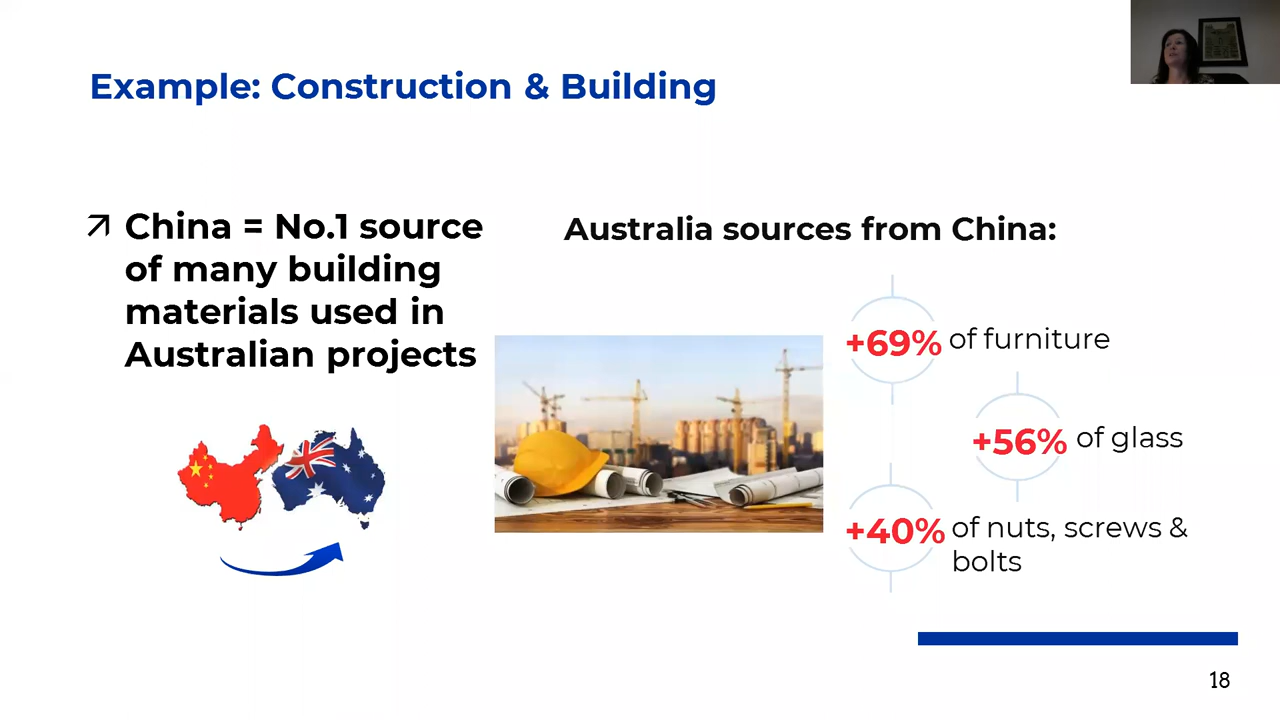 Example: Construction & Building
China = No.1 source
of many building
materials used in
Australian projects
Australia sources from China:
+69% of furniture
+56% of glass
+40% of nuts, screws &
bolts
18